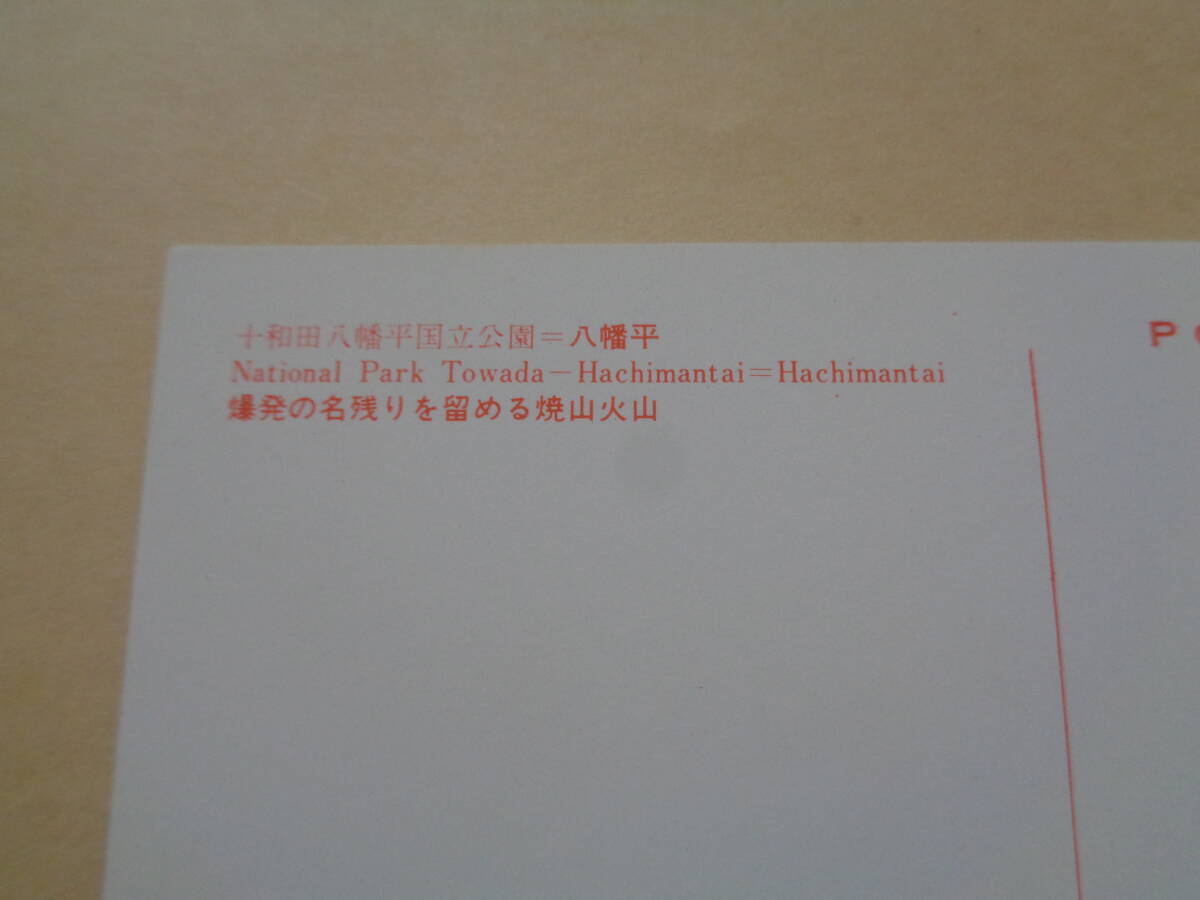 十和田八幡平国立公園＝八幡平
National Park Towada－Hachimantai＝Hachimantai
爆発の名残りを留める焼山火山
P